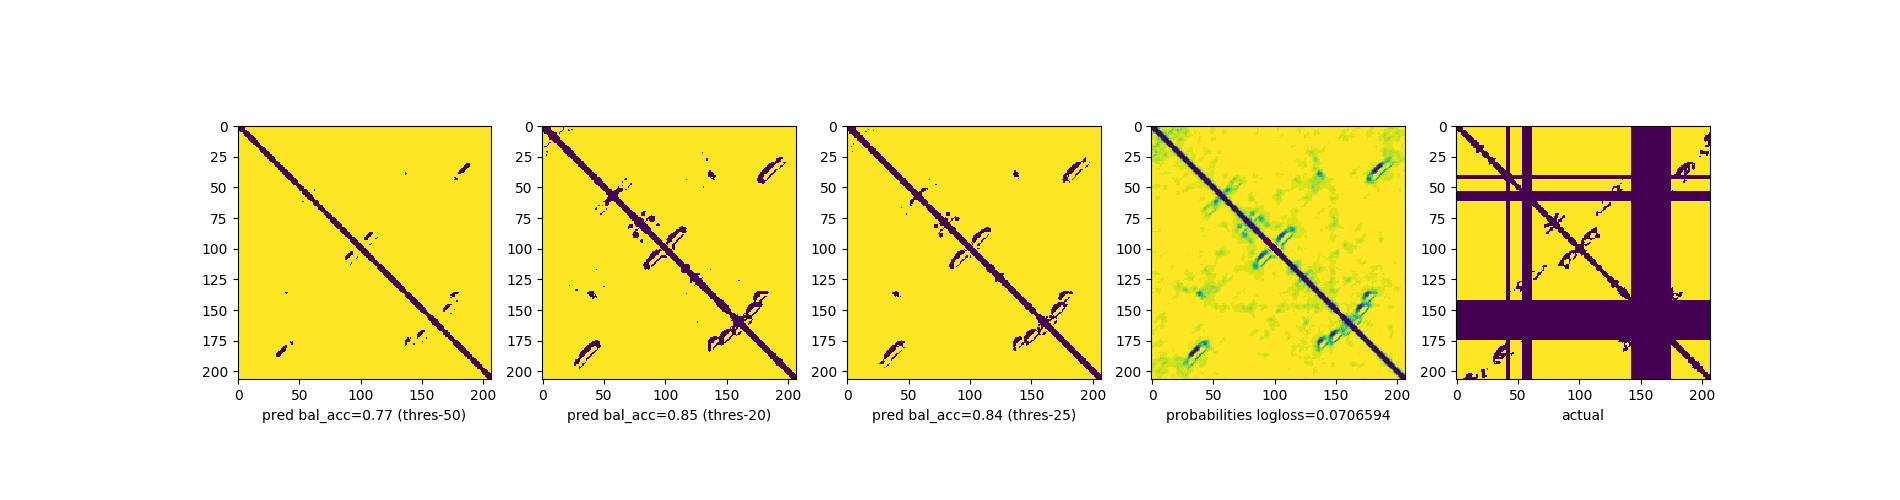 0 25 50 75 100 125 150 175 200
0 50 100 150 200
pred bal_acc=0.77 (thres-50)
0 25 50 75 100 125 150 175 200
0 50 100 150 200
pred bal_acc=0.85 (thres-20)
0 25 50 75 100 125 150 175 200
0 50 100 150 200
pred bal_acc=0.84 (thres-25)
0 25 50 75 100 125 150 175 200
0 50 100 150 200
probabilities logloss=0.0706594
0 25 50 75 100 125 150 175 200
0 50 100 150 200
actual